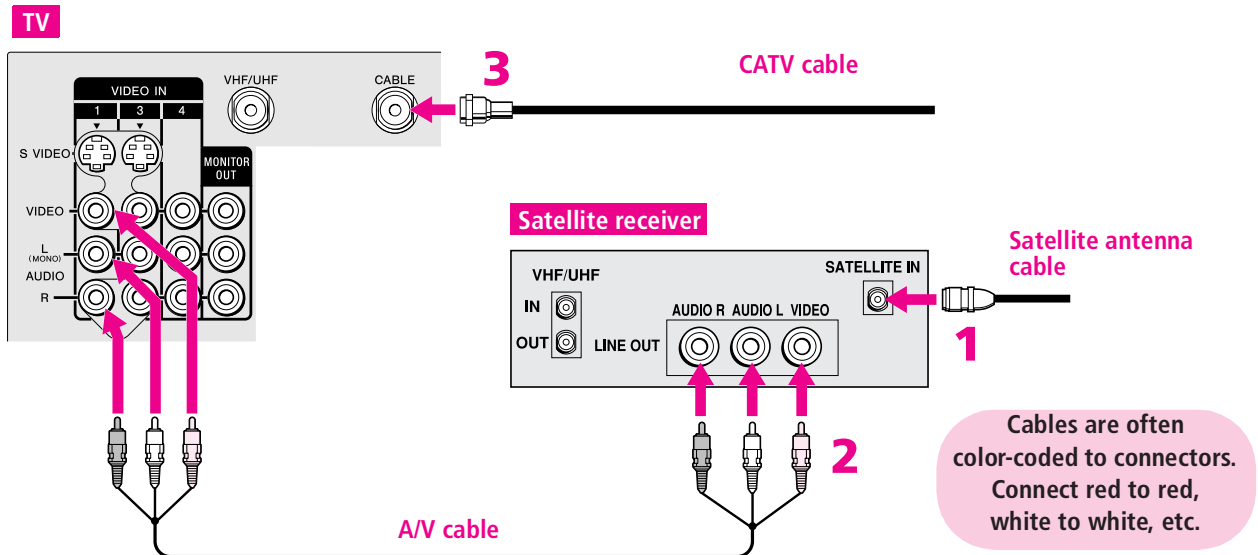 TV
VIDEO IN
1 3 4
S VIDEO
VIDEO
L
(MONO)
AUDIO
R
MONITOR
OUT
VHF/UHF
CABLE
3
CATV cable
Satellite receiver
VHF/UHF
IN
OUT
LINE OUT
AUDIO R AUDIO L VIDEO
SATELLITE IN
Satellite antenna
cable
1
2
A/V cable
Cables are often
color-coded to connectors.
Connect red to red,
white to white, etc.